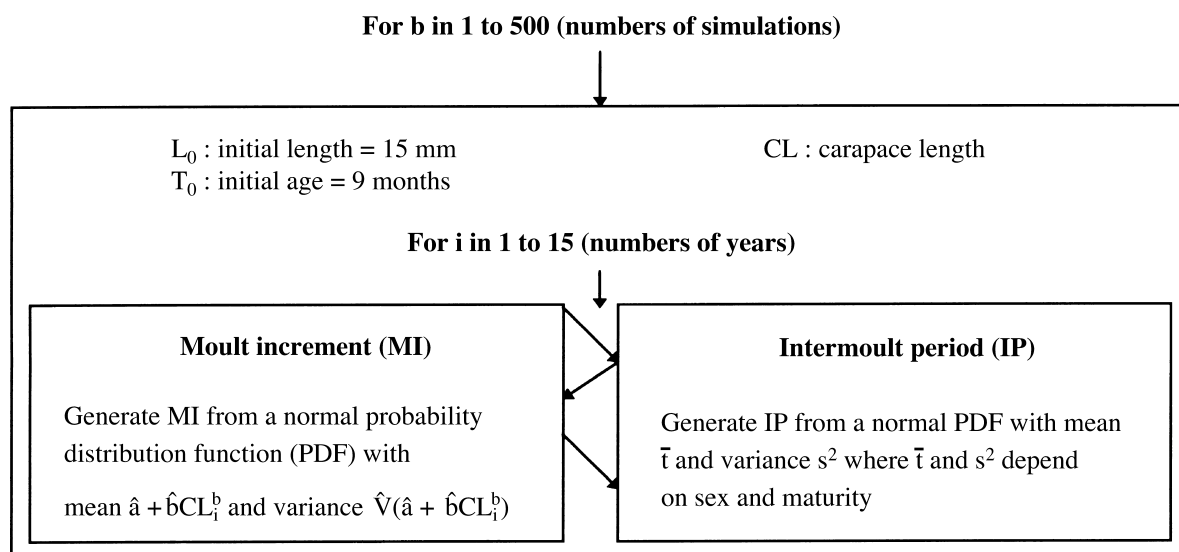 For b in 1 to 500 (numbers of simulations)
L₀ : initial length = 15 mm
CL : carapace length
T₀ : initial age = 9 months
For i in 1 to 15 (numbers of years)
Moult increment (MI)
Generate MI from a normal probability
distribution function (PDF) with
mean â + b̂CLᵢᵇ and variance V̂(â + b̂CLᵢᵇ)
Intermoult period (IP)
Generate IP from a normal PDF with mean
t̄ and variance s² where t̄ and s² depend
on sex and maturity